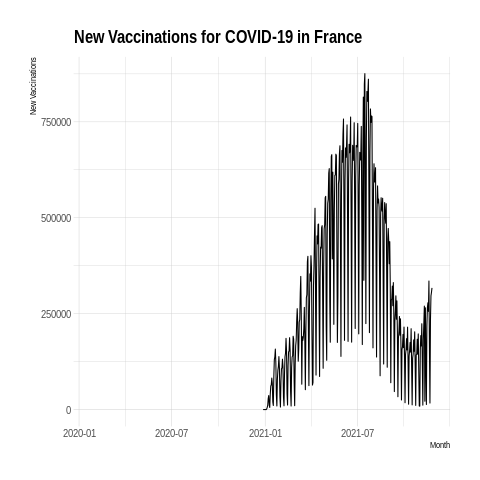 New Vaccinations for COVID-19 in France
New Vaccinations
750000
500000
250000
0
2020-01 2020-07 2021-01 2021-07
Month